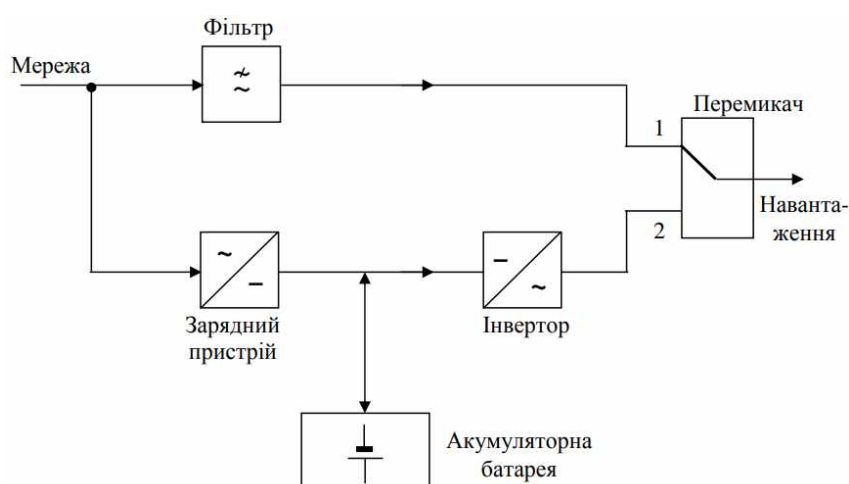 Фільтр
Мережа
Перемикач
1
2
Наванта-
ження
Зарядний
пристрій
Інвертор
Акумуляторна
батарея